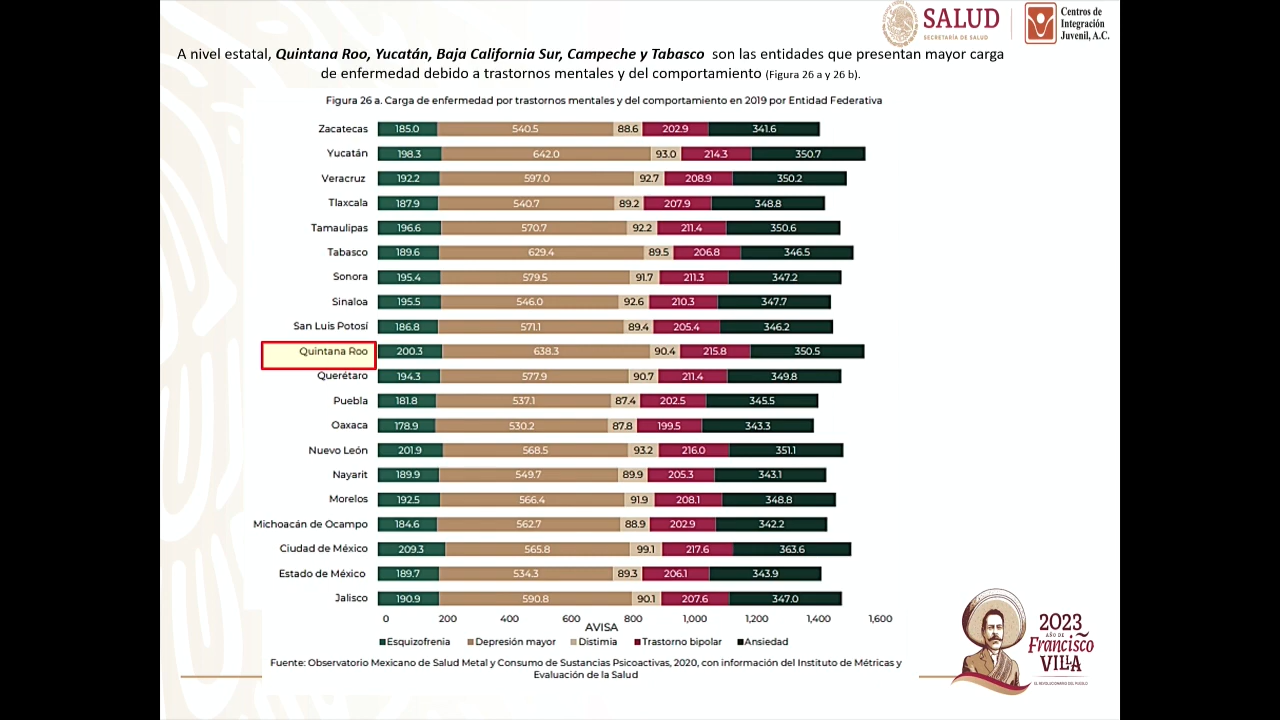 SALUD
SECRETARÍA DE SALUD
Centros de
Integración
Juvenil, A.C.
A nivel estatal, Quintana Roo, Yucatán, Baja California Sur, Campeche y Tabasco son las entidades que presentan mayor carga
de enfermedad debido a trastornos mentales y del comportamiento (Figura 26 a y 26 b).
Figura 26 a. Carga de enfermedad por trastornos mentales y del comportamiento en 2019 por Entidad Federativa
Zacatecas 185.0 540.5 88.6 202.9 341.6
Yucatán 198.3 642.0 93.0 214.3 350.7
Veracruz 192.2 597.0 92.7 208.9 350.2
Tlaxcala 187.9 540.7 89.2 207.9 348.8
Tamaulipas 196.6 570.7 92.2 211.4 350.6
Tabasco 189.6 629.4 89.5 206.8 346.5
Sonora 195.4 579.5 91.7 211.3 347.2
Sinaloa 195.5 546.0 92.6 210.3 347.7
San Luis Potosí 186.8 571.1 89.4 205.4 346.2
Quintana Roo 200.3 638.3 90.4 215.8 350.5
Querétaro 194.3 577.9 90.7 211.4 349.8
Puebla 181.8 537.1 87.4 202.5 345.5
Oaxaca 178.9 530.2 87.8 199.5 343.3
Nuevo León 201.9 568.5 93.2 216.0 351.1
Nayarit 189.9 549.7 89.9 205.3 343.1
Morelos 192.5 566.4 91.9 208.1 348.8
Michoacán de Ocampo 184.6 562.7 88.9 202.9 342.2
Ciudad de México 209.3 565.8 99.1 217.6 363.6
Estado de México 189.7 534.3 89.3 206.1 343.9
Jalisco 190.9 590.8 90.1 207.6 347.0
0 200 400 600 800 1,000 1,200 1,400 1,600
AVISA
Esquizofrenia Depresión mayor Distimia Trastorno bipolar Ansiedad
Fuente: Observatorio Mexicano de Salud Metal y Consumo de Sustancias Psicoactivas, 2020, con información del Instituto de Métricas y
Evaluación de la Salud
2023
AÑO DE
Francisco
VILLA
EL REVOLUCIONARIO DEL PUEBLO